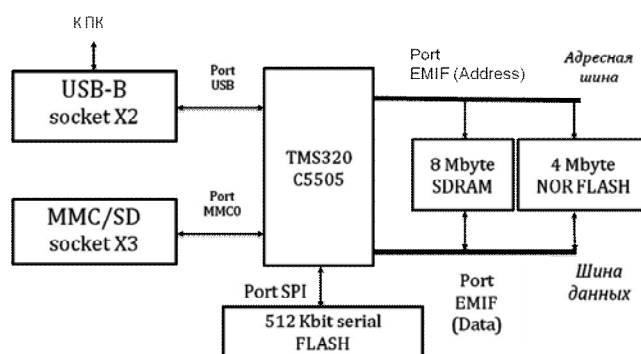 К ПК
USB-B
socket X2
Port
USB
MMC/SD
socket X3
Port
MMC0
TMS320
C5505
Port
EMIF (Address)
Адресная
шина
8 Mbyte
SDRAM
4 Mbyte
NOR FLASH
Port SPI
512 Kbit serial
FLASH
Port
EMIF
(Data)
Шина
данных